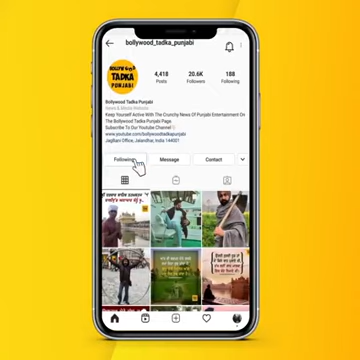 bollywood_tadka_punjabi
TADKA
PUNJABI
4,418
20.6K
188
Posts
Followers
Following
Bollywood Tadka Punjabi
News & Media Website
Keep Yourself Active With The Crunchy News Of Punjab Entertainment On
The Bollywood Tadka Punjabi Page
Subscribe To Our Youtube Channel
www.youtube.com/bollywoodtadkapunjabi
JagBani Office, Jalandhar, India 144001
Following
Message
Contact